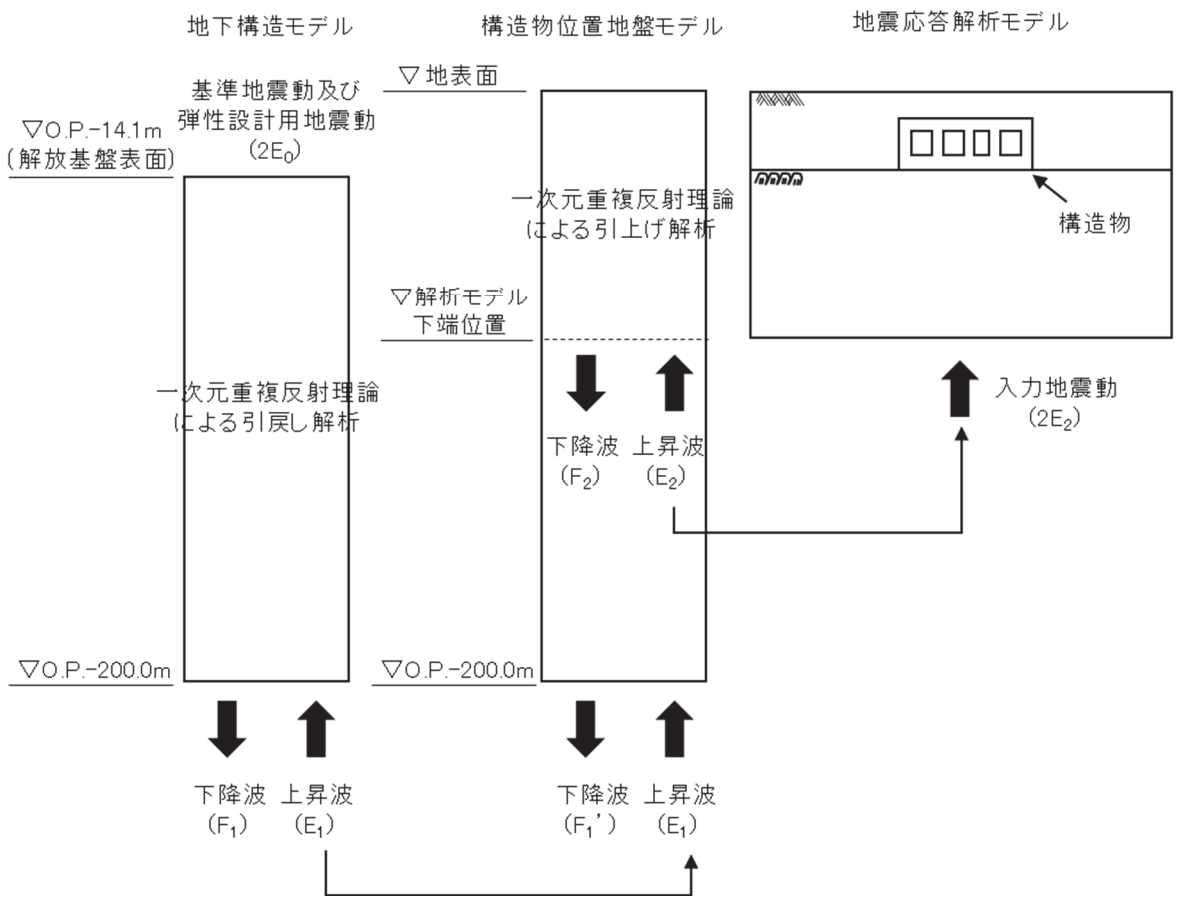 地下構造モデル
基準地震動及び
弾性設計用地震動
(2E₀)
▽O.P.-14.1m
(解放基盤表面)
一次元重複反射理論
による引戻し解析
▽O.P.-200.0m
下降波
(F₁)
上昇波
(E₁)
構造物位置地盤モデル
▽地表面
一次元重複反射理論
による引上げ解析
▽解析モデル
下端位置
下降波
(F₂)
上昇波
(E₂)
▽O.P.-200.0m
下降波
(F₁')
上昇波
(E₁)
地震応答解析モデル
構造物
入力地震動
(2E₂)